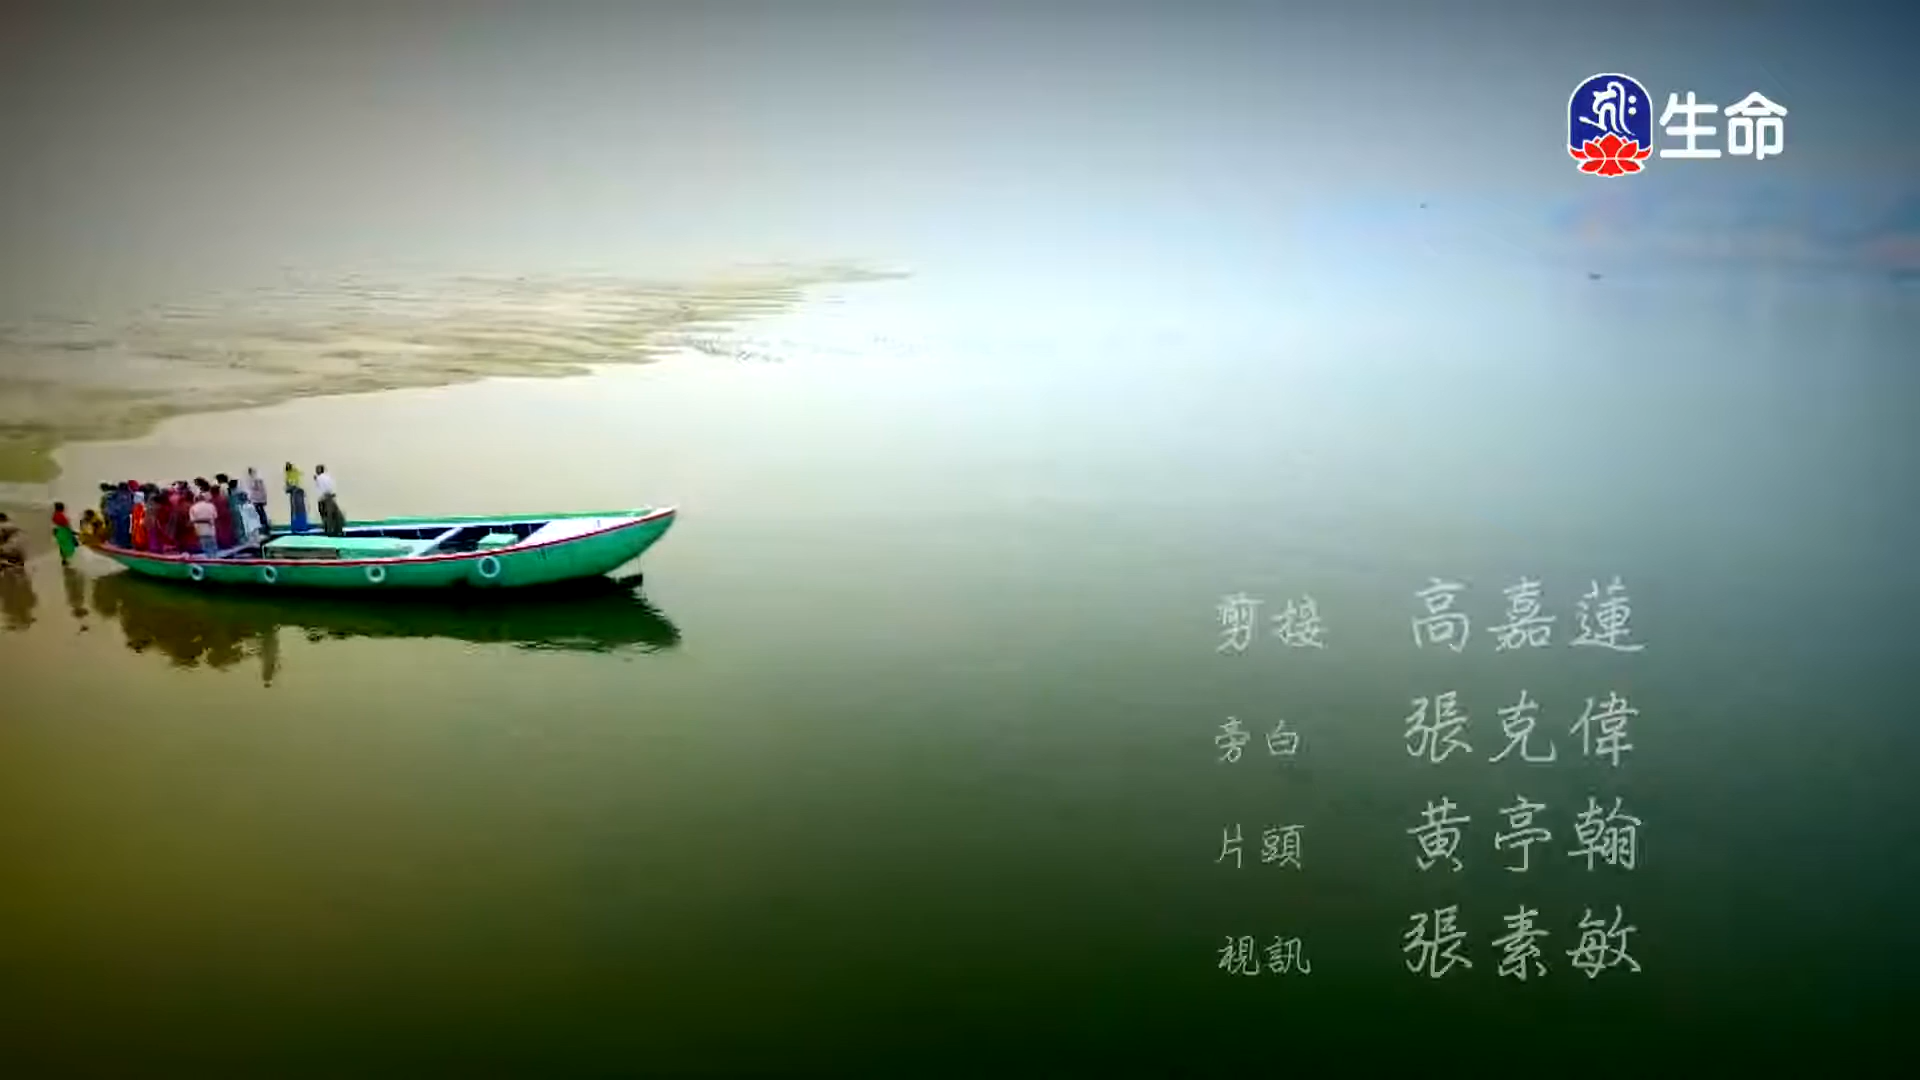 生命
剪接 高嘉蓮
旁白 張克偉
片頭 黃亭翰
視訊 張素敏